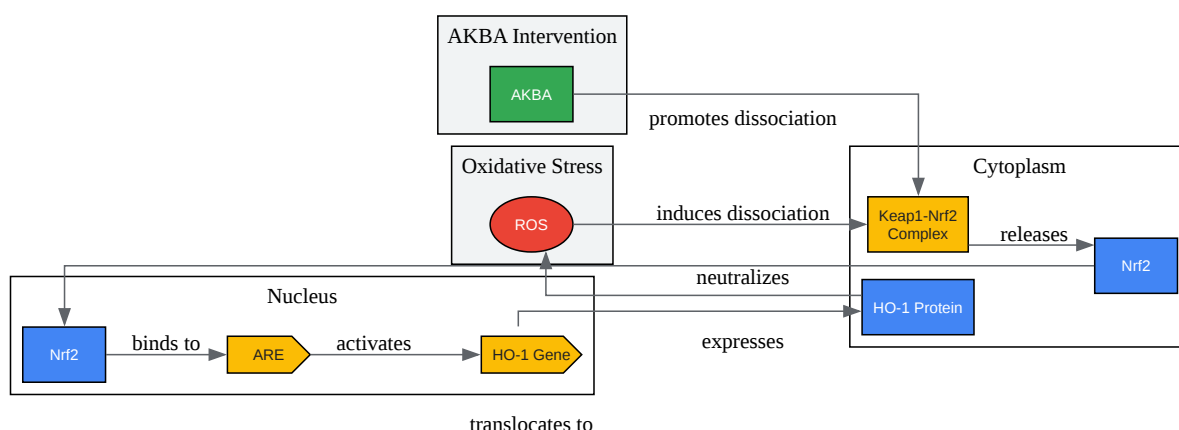 AKBA Intervention
AKBA
promotes dissociation
Oxidative Stress
Cytoplasm
ROS
induces dissociation
Keap1-Nrf2
Complex
releases
Nrf2
neutralizes
Nucleus
HO-1 Protein
expresses
Nrf2
binds to
ARE
activates
HO-1 Gene
translocates to